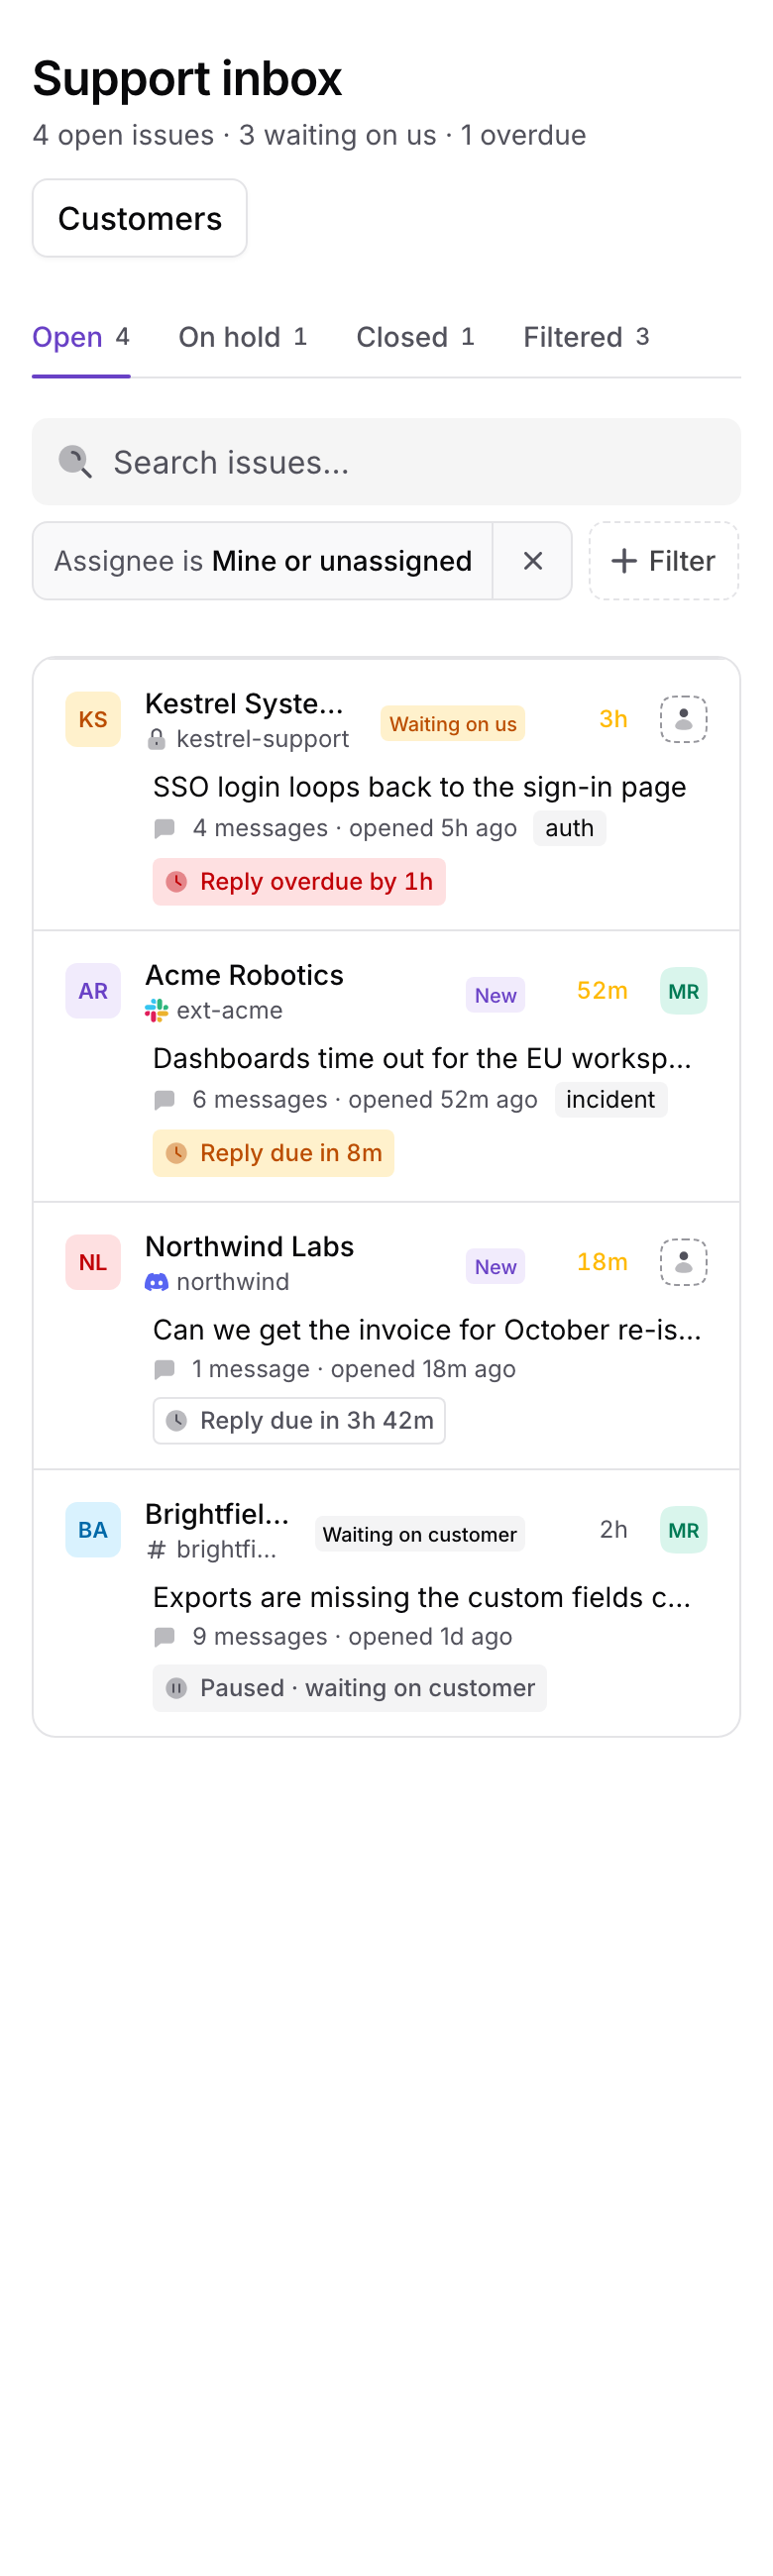 Support inbox
4 open issues · 3 waiting on us · 1 overdue
Customers
Open 4 On hold 1 Closed 1 Filtered 3
Search issues...
Assignee is Mine or unassigned Filter
KS Kestrel Syste... Waiting on us 3h
kestrel-support
SSO login loops back to the sign-in page
4 messages · opened 5h ago auth
Reply overdue by 1h
AR Acme Robotics New 52m MR
ext-acme
Dashboards time out for the EU worksp...
6 messages · opened 52m ago incident
Reply due in 8m
NL Northwind Labs New 18m
northwind
Can we get the invoice for October re-is...
1 message · opened 18m ago
Reply due in 3h 42m
BA Brightfiel... Waiting on customer 2h MR
# brightfi...
Exports are missing the custom fields c...
9 messages · opened 1d ago
Paused · waiting on customer